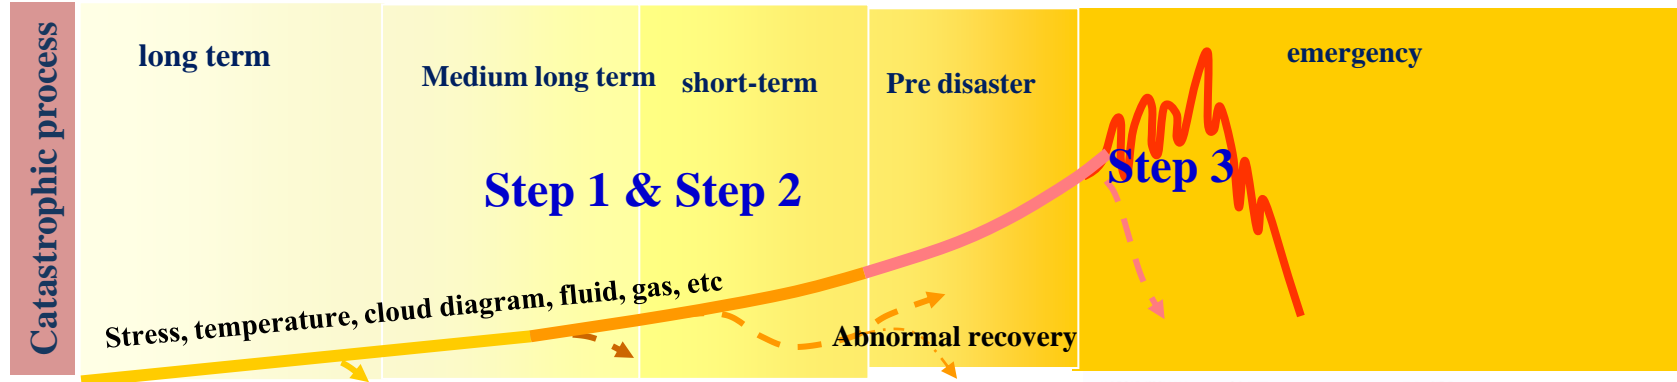 Catastrophic process
long term
Medium long term
short-term
Pre disaster
emergency
Step 1 & Step 2
Step 3
Stress, temperature, cloud diagram, fluid, gas, etc
Abnormal recovery